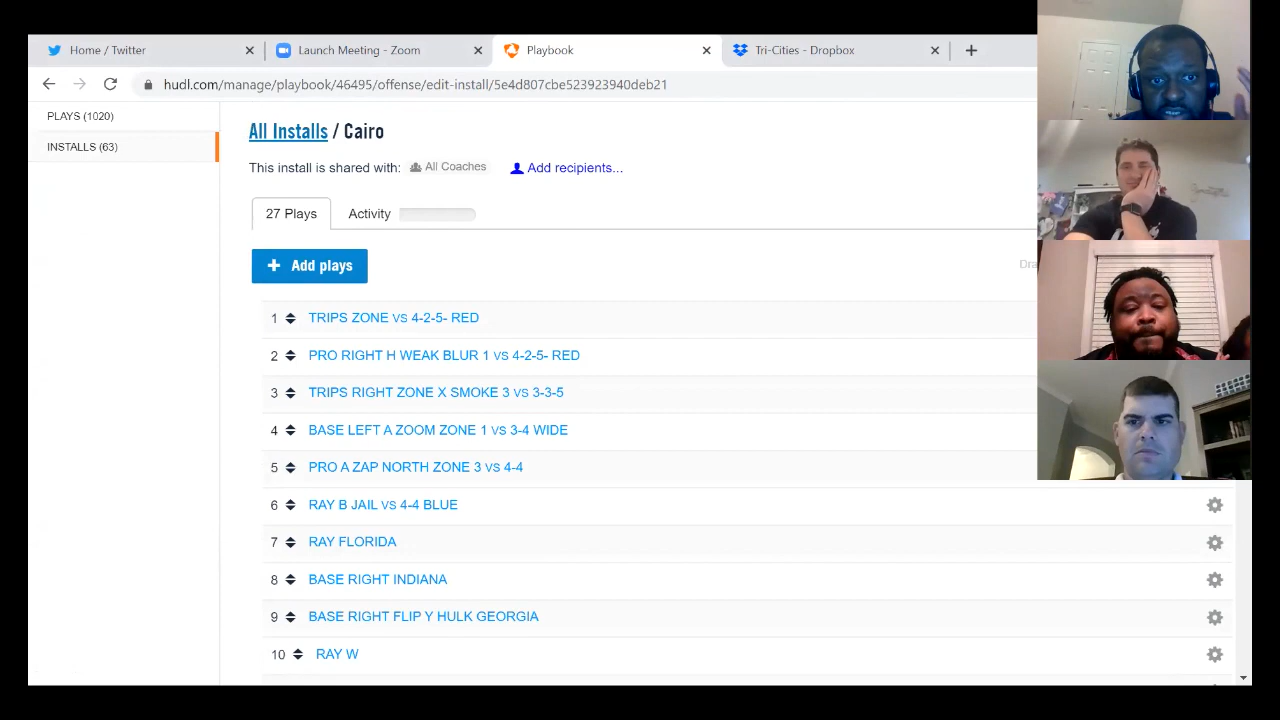 Home / Twitter
Launch Meeting - Zoom
Playbook
Tri-Cities - Dropbox
hudl.com/manage/playbook/46495/offense/edit-install/5e4d807cbe523923940deb21
PLAYS (1020)
INSTALLS (63)
All Installs / Cairo
This install is shared with: All Coaches Add recipients...
27 Plays Activity
+ Add plays
Dra
1 TRIPS ZONE VS 4-2-5- RED
2 PRO RIGHT H WEAK BLUR 1 VS 4-2-5- RED
3 TRIPS RIGHT ZONE X SMOKE 3 VS 3-3-5
4 BASE LEFT A ZOOM ZONE 1 VS 3-4 WIDE
5 PRO A ZAP NORTH ZONE 3 VS 4-4
6 RAY B JAIL VS 4-4 BLUE
7 RAY FLORIDA
8 BASE RIGHT INDIANA
9 BASE RIGHT FLIP Y HULK GEORGIA
10 RAY W